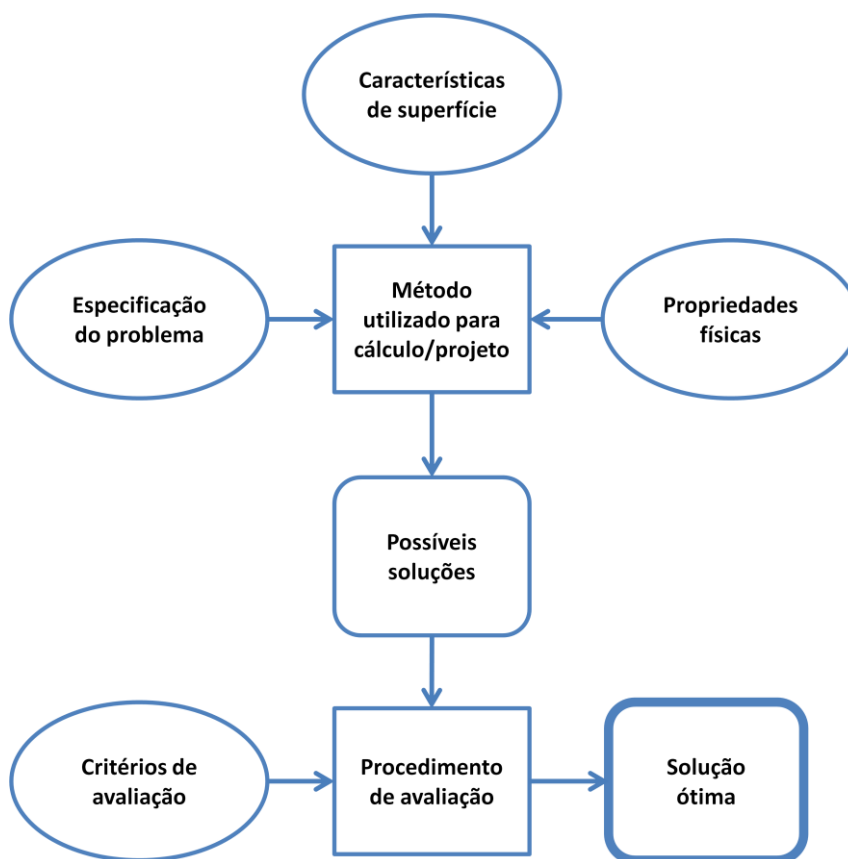 Características
de superfície
Especificação
do problema
Método
utilizado para
cálculo/projeto
Propriedades
físicas
Possíveis
soluções
Critérios de
avaliação
Procedimento
de avaliação
Solução
ótima